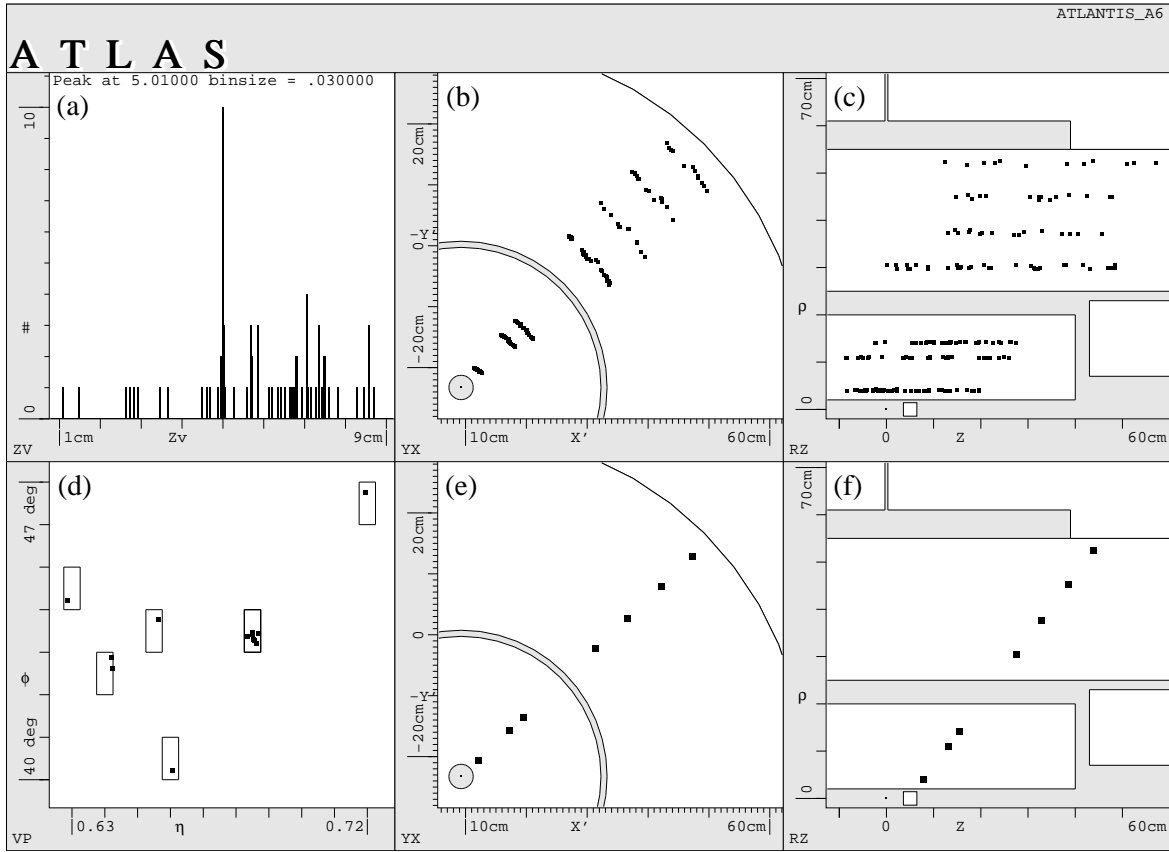 ATLANTIS_A6
A T L A S
Peak at 5.01000 binsize = .030000
(a)
10
#
0
ZV
1cm
Zv
9cm
(b)
20cm
-Y'
0
-20cm
YX
10cm
X'
60cm
(c)
70cm
ρ
0
RZ
0
Z
60cm
(d)
47 deg
ϕ
40 deg
VP
0.63
η
0.72
(e)
20cm
0
-Y'
-20cm
YX
10cm
X'
60cm
(f)
70cm
ρ
0
RZ
0
Z
60cm